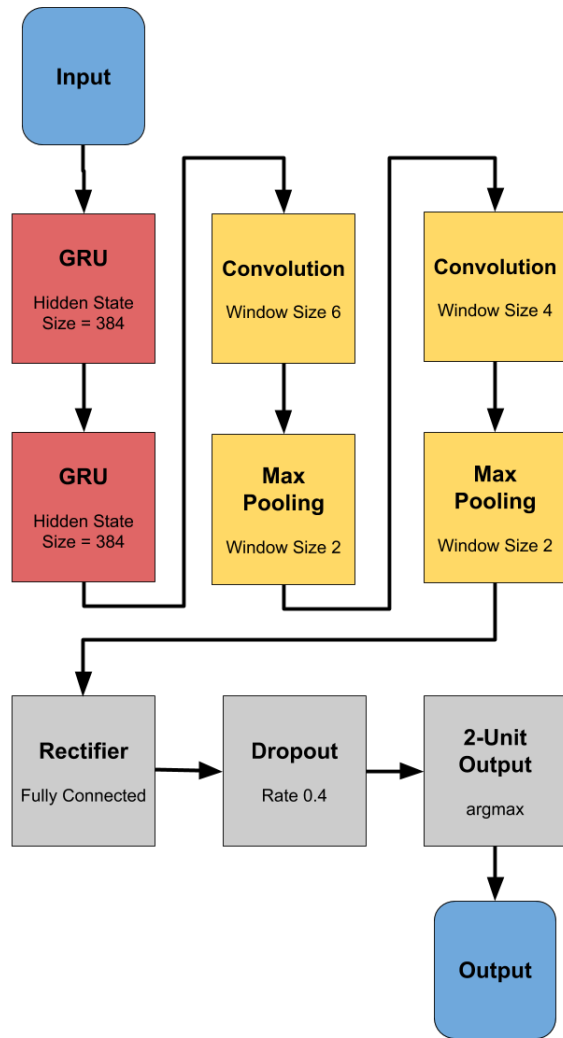 Input
GRU
Hidden State
Size = 384
GRU
Hidden State
Size = 384
Convolution
Window Size 6
Max
Pooling
Window Size 2
Convolution
Window Size 4
Max
Pooling
Window Size 2
Rectifier
Fully Connected
Dropout
Rate 0.4
2-Unit
Output
argmax
Output